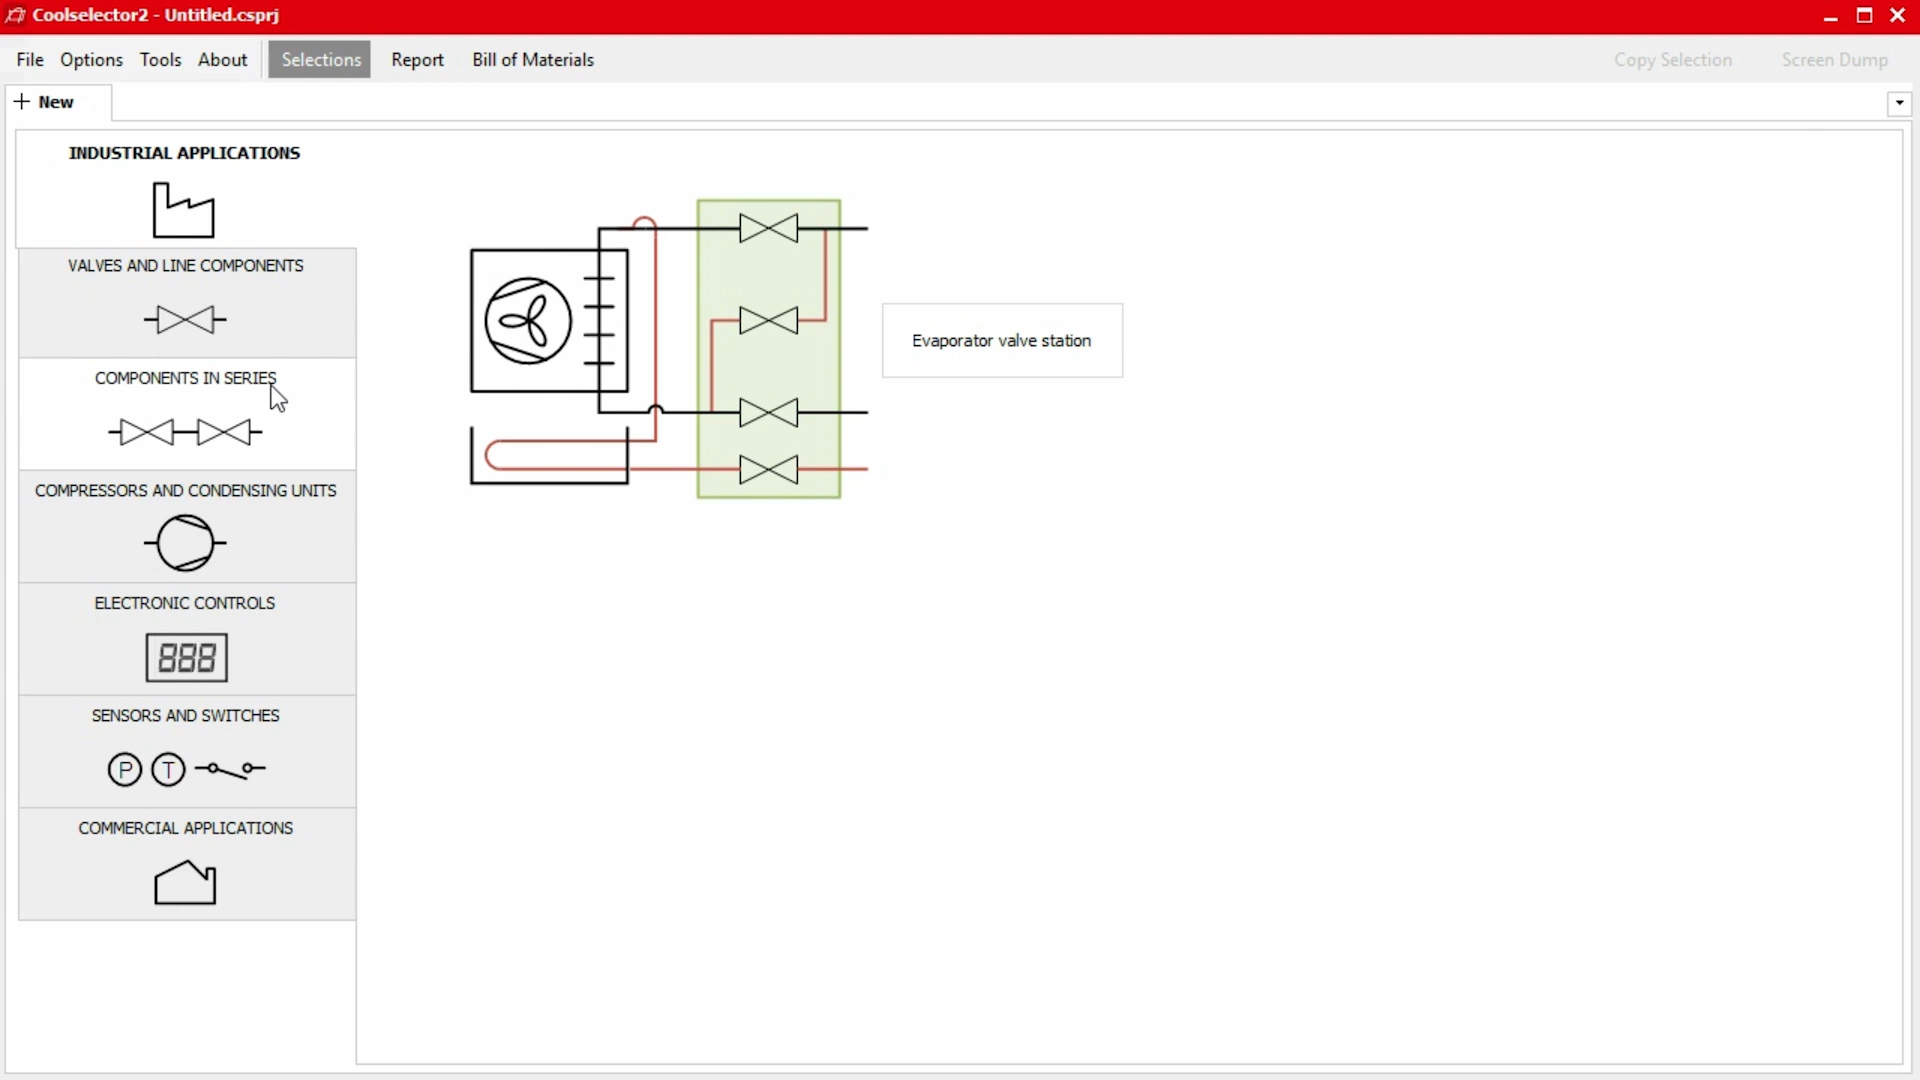 Coolselector2 - Untitled.csprj
File Options Tools About Selections Report Bill of Materials Copy Selection Screen Dump
+ New
INDUSTRIAL APPLICATIONS
VALVES AND LINE COMPONENTS
Evaporator valve station
COMPONENTS IN SERIES
COMPRESSORS AND CONDENSING UNITS
ELECTRONIC CONTROLS
888
SENSORS AND SWITCHES
P T
COMMERCIAL APPLICATIONS